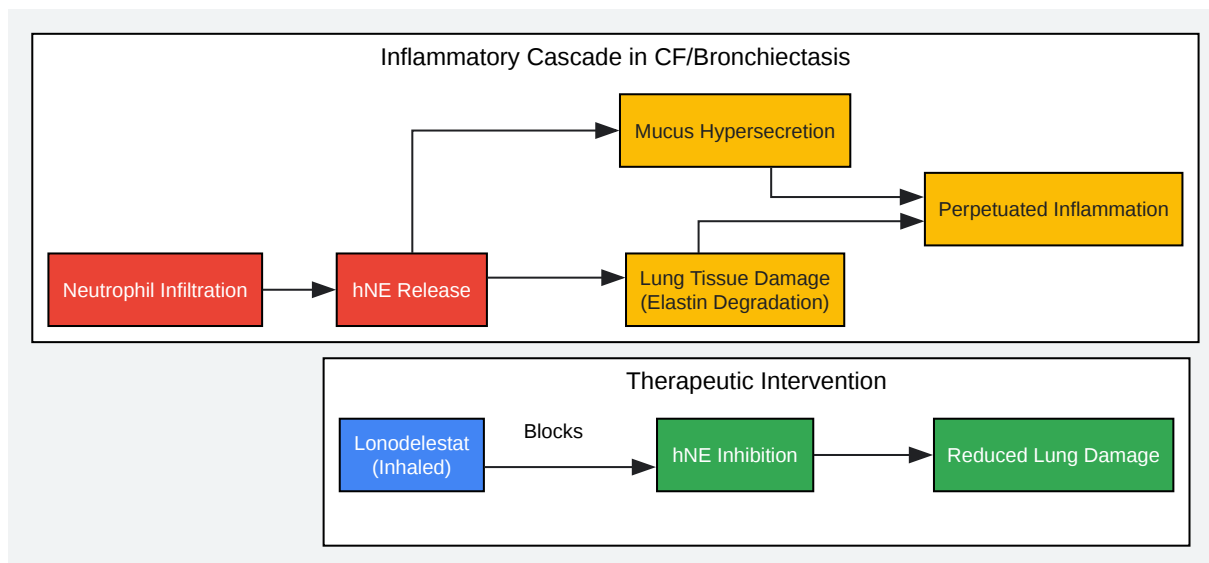 Inflammatory Cascade in CF/Bronchiectasis
Mucus Hypersecretion
Perpetuated Inflammation
Neutrophil Infiltration
hNE Release
Lung Tissue Damage
(Elastin Degradation)
Therapeutic Intervention
Lonodelestat
(Inhaled)
Blocks
hNE Inhibition
Reduced Lung Damage